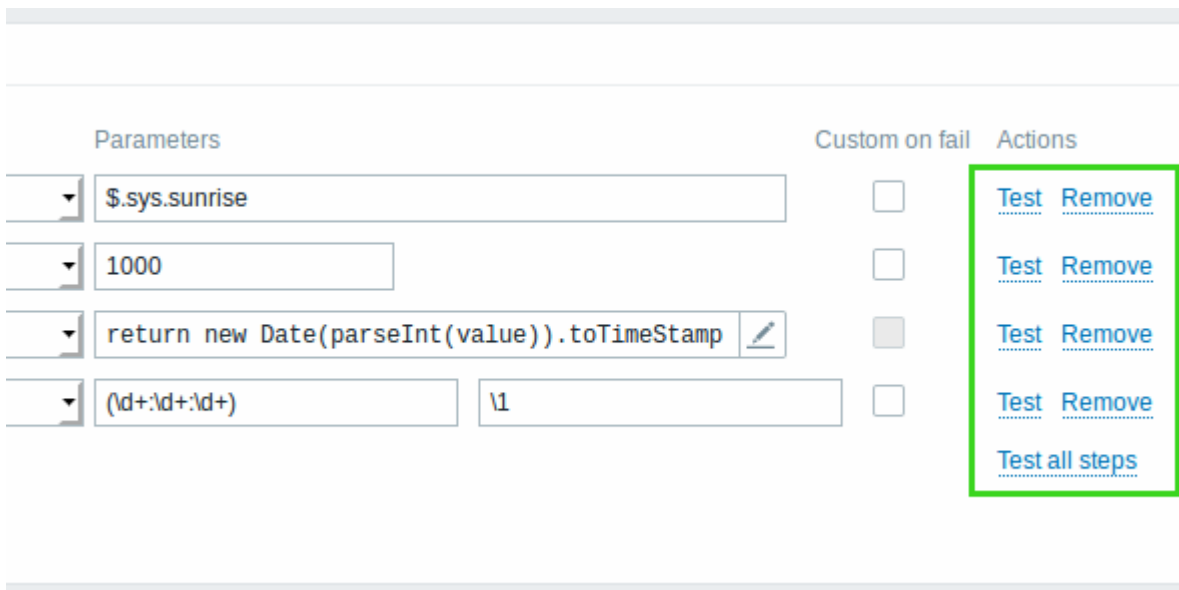 Parameters Custom on fail Actions
$.sys.sunrise Test Remove
1000 Test Remove
return new Date(parseInt(value)).toTimeStamp Test Remove
(\d+:\d+:\d+) \1 Test Remove
Test all steps